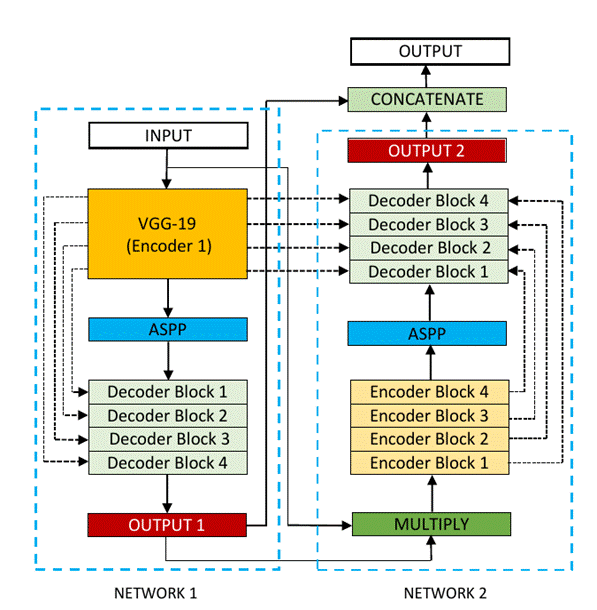 OUTPUT
CONCATENATE
INPUT
OUTPUT 2
VGG-19
(Encoder 1)
Decoder Block 4
Decoder Block 3
Decoder Block 2
Decoder Block 1
ASPP
ASPP
Decoder Block 1
Decoder Block 2
Decoder Block 3
Decoder Block 4
Encoder Block 4
Encoder Block 3
Encoder Block 2
Encoder Block 1
OUTPUT 1
MULTIPLY
NETWORK 1
NETWORK 2